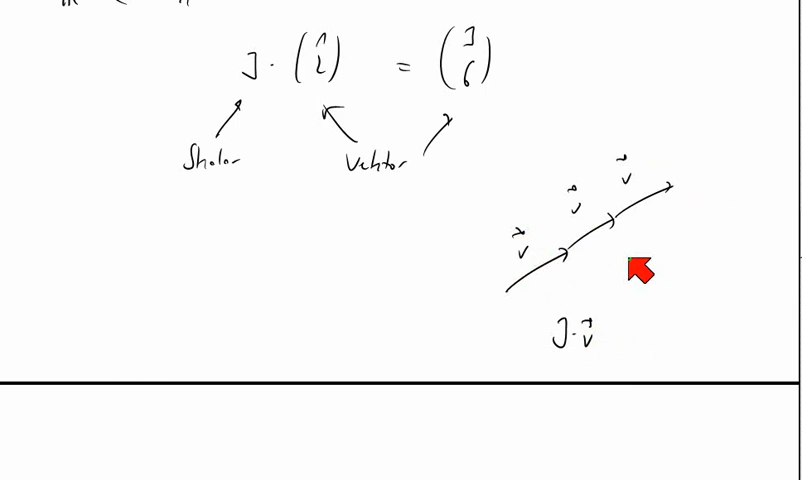 3 · (1 2) = (3 6)
Skalar Vektor
v⃗ v⃗ v⃗
3 · v⃗